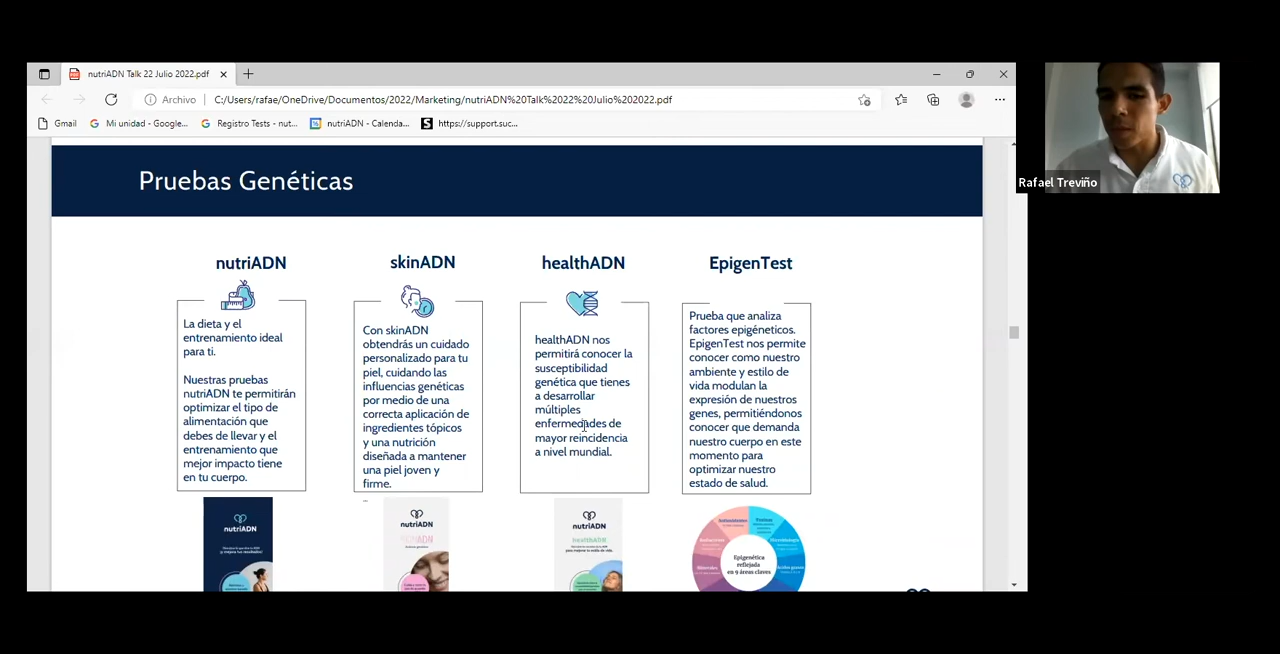 nutriADN Talk 22 Julio 2022.pdf
Archivo
C:/Users/rafae/OneDrive/Documentos/2022/Marketing/nutriADN%20Talk%2022%20Julio%202022.pdf
Gmail
Mi unidad - Google...
Registro Tests - nut...
nutriADN - Calenda...
https://support.suc...
Rafael Treviño
Pruebas Genéticas
nutriADN
La dieta y el
entrenamiento ideal
para ti.
Nuestras pruebas
nutriADN te permitirán
optimizar el tipo de
alimentación que
debes de llevar y el
entrenamiento que
mejor impacto tiene
en tu cuerpo.
nutriADN
skinADN
Con skinADN
obtendrás un cuidado
personalizado para tu
piel, cuidando las
influencias genéticas
por medio de una
correcta aplicación de
ingredientes tópicos
y una nutrición
diseñada a mantener
una piel joven y
firme.
nutriADN
healthADN
healthADN nos
permitirá conocer la
susceptibilidad
genética que tienes
a desarrollar
múltiples
enfermedades de
mayor reincidencia
a nivel mundial.
nutriADN
healthADN
EpigenTest
Prueba que analiza
factores epigéneticos.
EpigenTest nos permite
conocer como nuestro
ambiente y estilo de
vida modulan la
expresión de nuestros
genes, permitiéndonos
conocer que demanda
nuestro cuerpo en este
momento para
optimizar nuestro
estado de salud.
Epigenética
reflejada
en 9 áreas claves